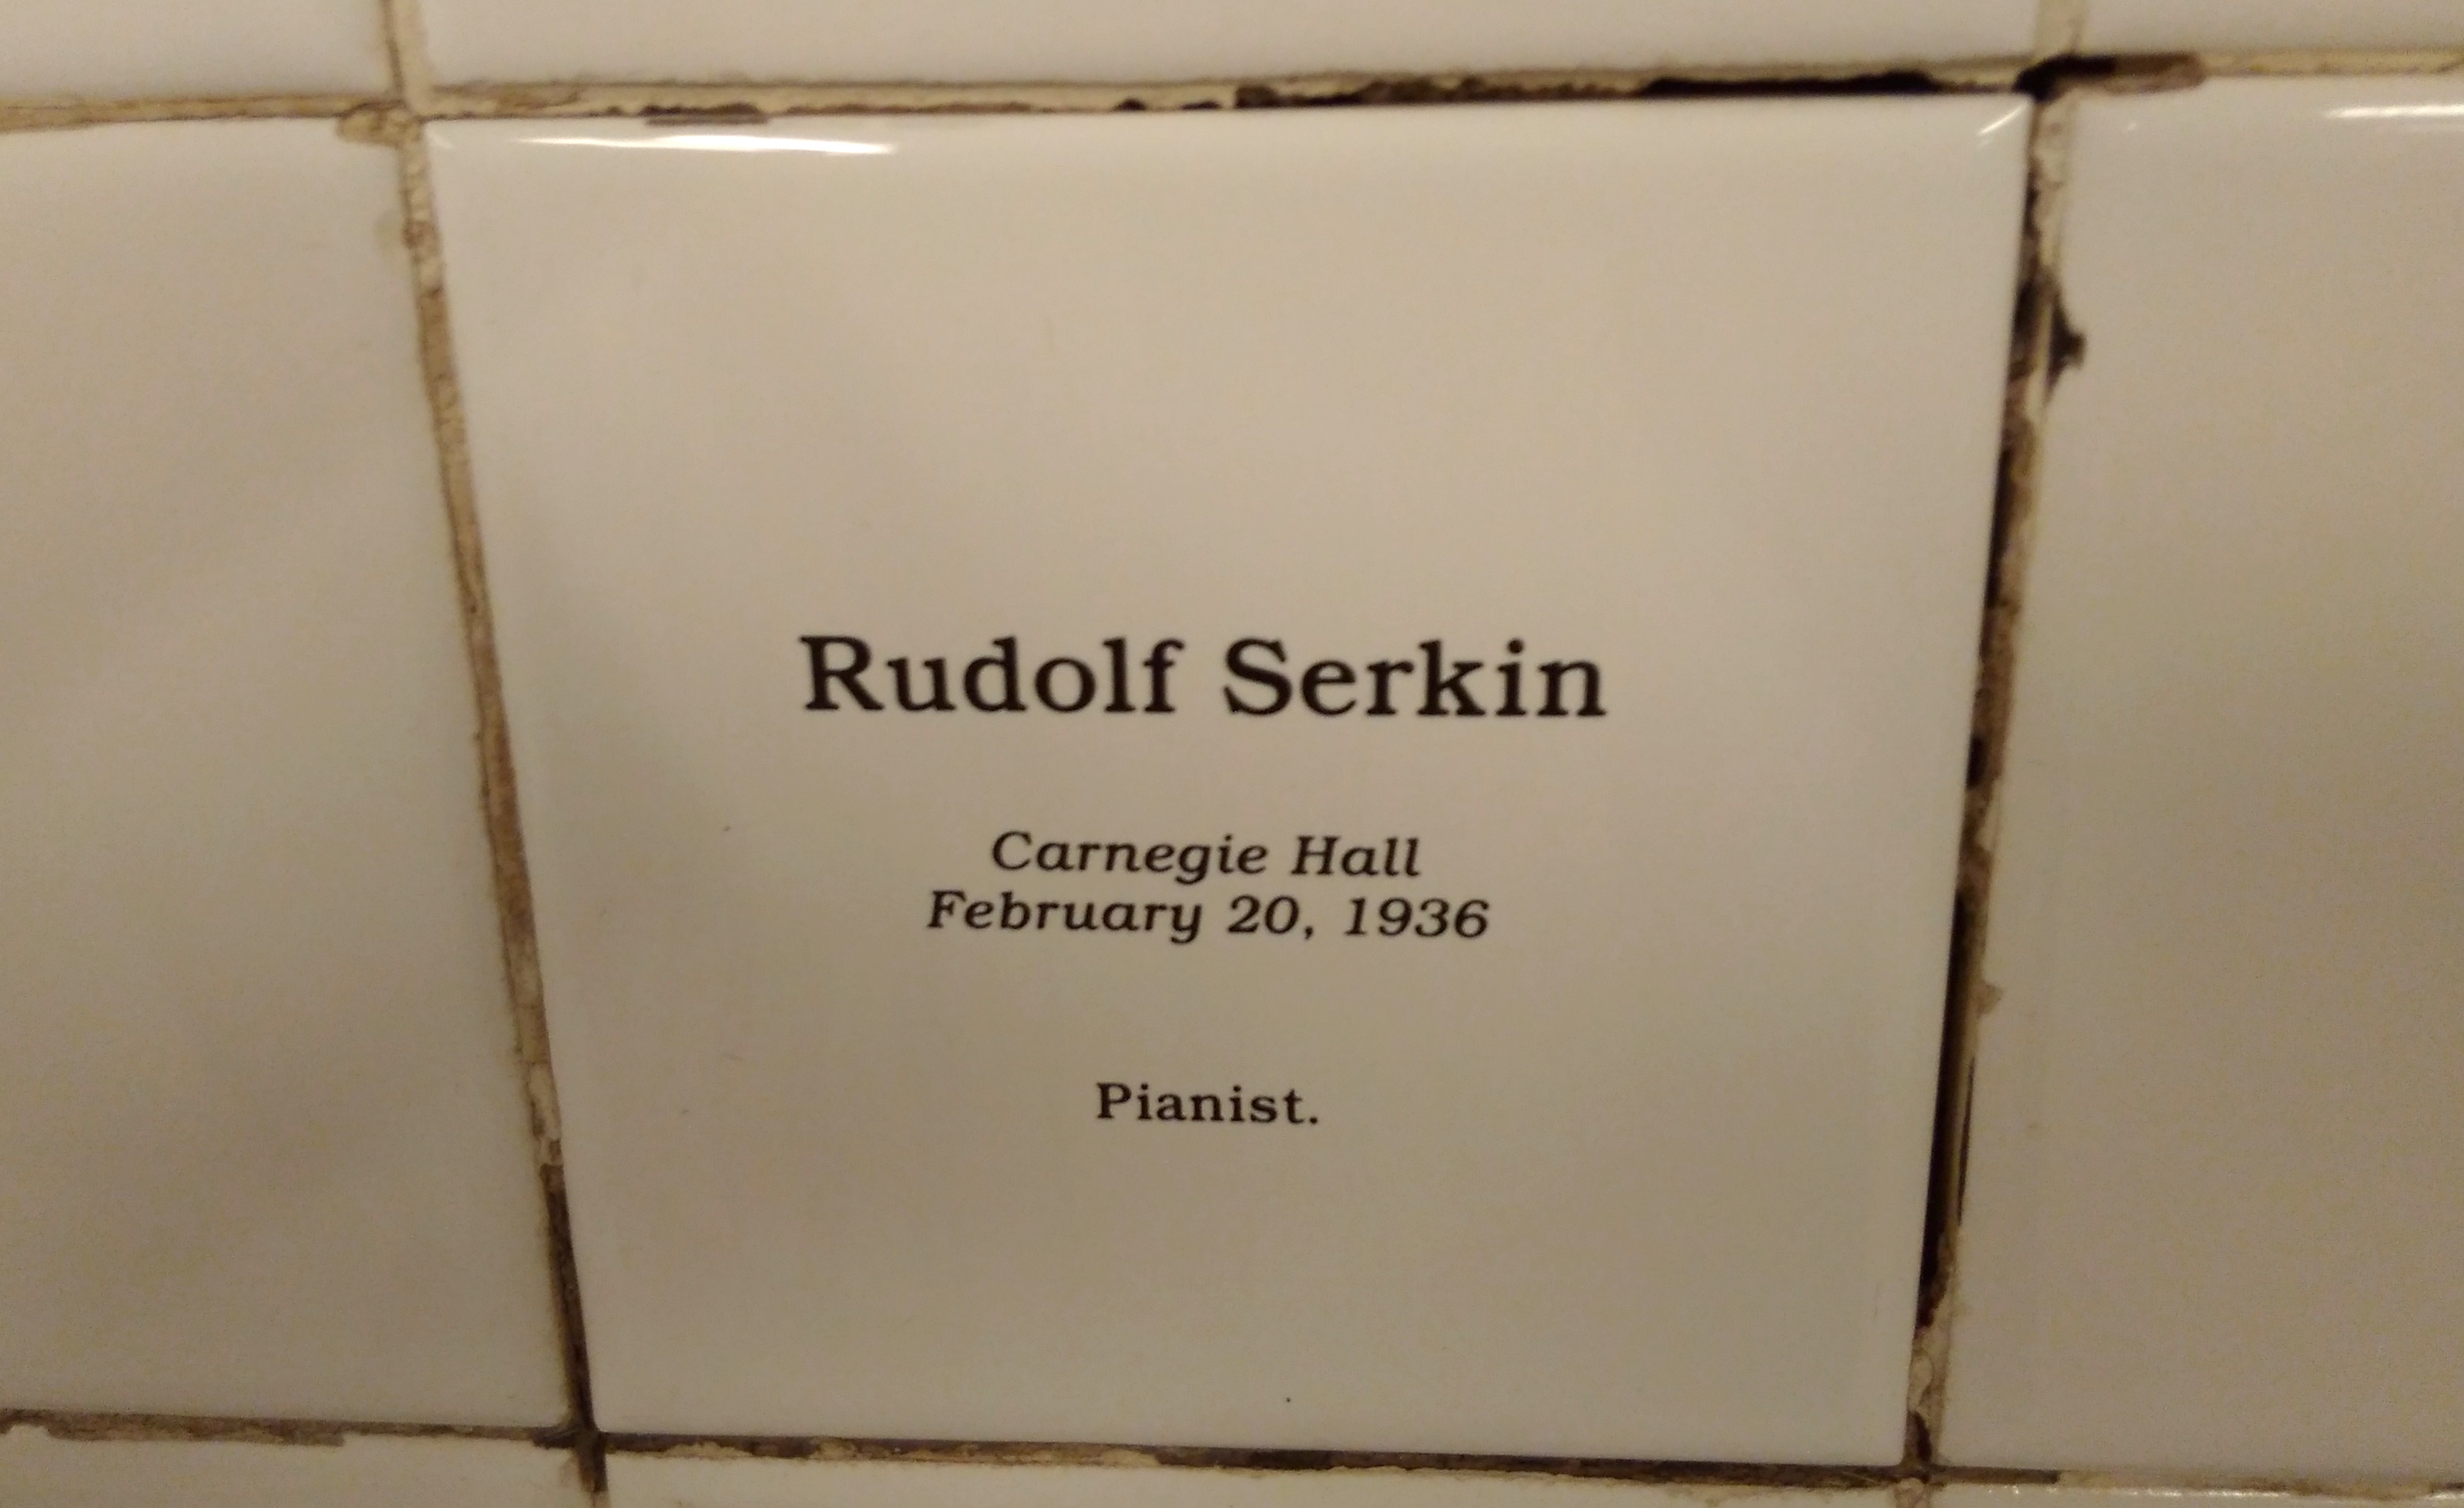 Rudolf Serkin
Carnegie Hall
February 20, 1936
Pianist.